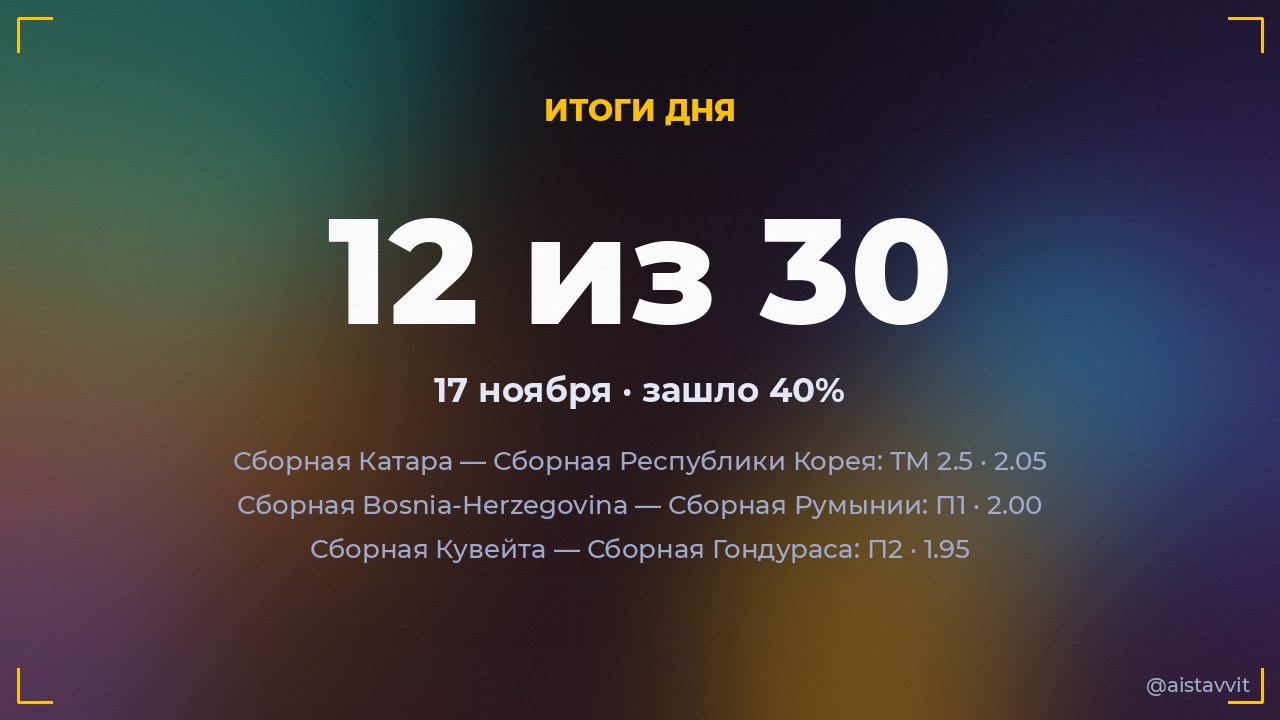 ИТОГИ ДНЯ
12 из 30
17 ноября · зашло 40%
Сборная Катара — Сборная Республики Корея: ТМ 2.5 · 2.05
Сборная Bosnia-Herzegovina — Сборная Румынии: П1 · 2.00
Сборная Кувейта — Сборная Гондураса: П2 · 1.95
@aistavvit